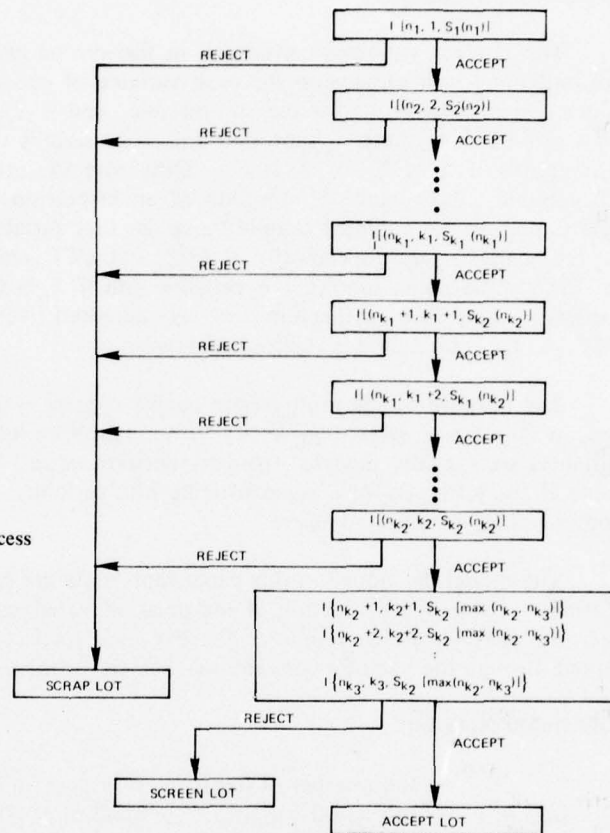 I [n₁, 1, S₁(n₁)]
REJECT
ACCEPT
I[(n₂, 2, S₂(n₂)]
REJECT
ACCEPT
I[(nₖ₁, k₁, Sₖ₁ (nₖ₁)]
REJECT
ACCEPT
I[(nₖ₁ +1, k₁ +1, Sₖ₂ (nₖ₂)]
REJECT
ACCEPT
I[ (nₖ₁, k₁ +2, Sₖ₁ (nₖ₂)]
REJECT
ACCEPT
I[(nₖ₂, k₂, Sₖ₂ (nₖ₂)]
cess
REJECT
ACCEPT
I {nₖ₂ +1, k₂+1, Sₖ₂ [max (nₖ₂, nₖ₃)]}
I {nₖ₂ +2, k₂+2, Sₖ₂ [max (nₖ₂, nₖ₃)]}
I {nₖ₃, k₃, Sₖ₂ [max(nₖ₂, nₖ₃)]}
SCRAP LOT
REJECT
ACCEPT
SCREEN LOT
ACCEPT LOT